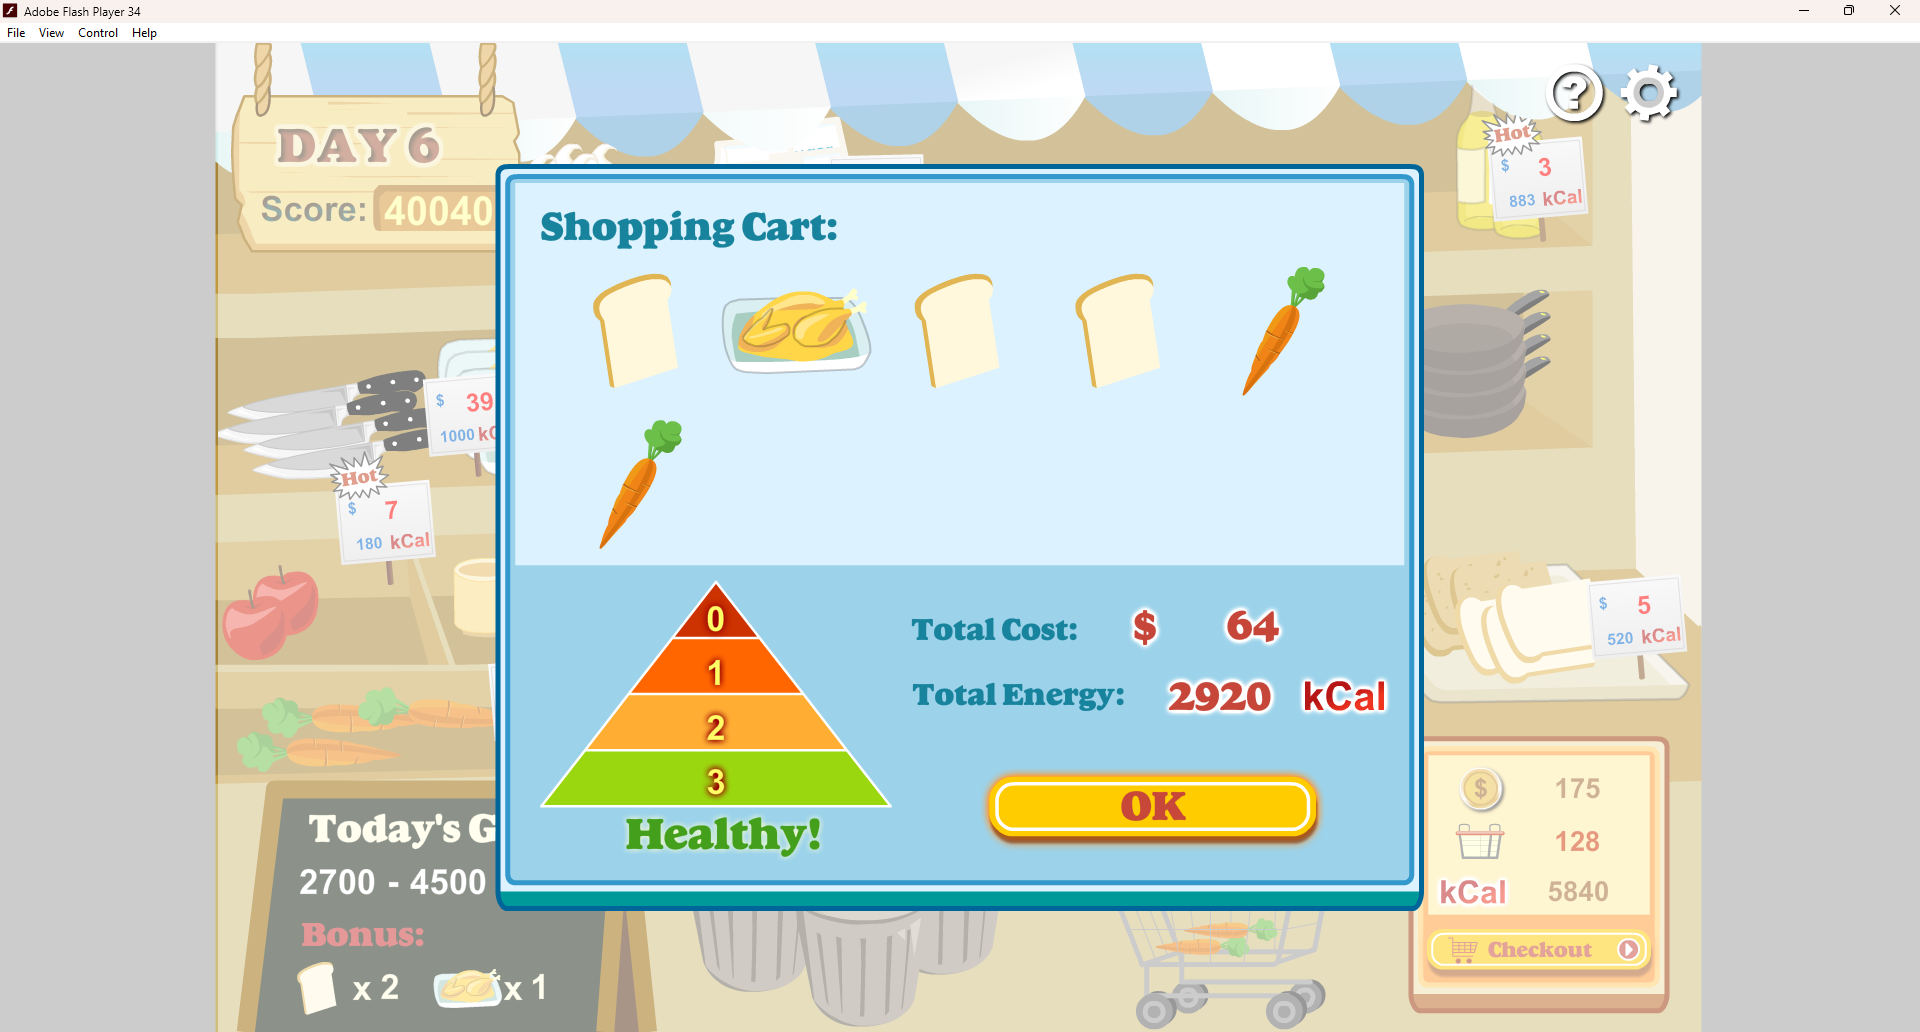 Adobe Flash Player 34
File View Control Help
DAY 6
Score: 40040
Hot
$ 3
883 kCal
Shopping Cart:
$ 39
1000 kC
Hot
$ 7
180 kCal
$ 5
520 kCal
0
1
2
3
Healthy!
Total Cost: $ 64
Total Energy: 2920 kCal
OK
Today's G
2700 - 4500
Bonus:
x 2 x 1
$ 175
128
kCal 5840
Checkout